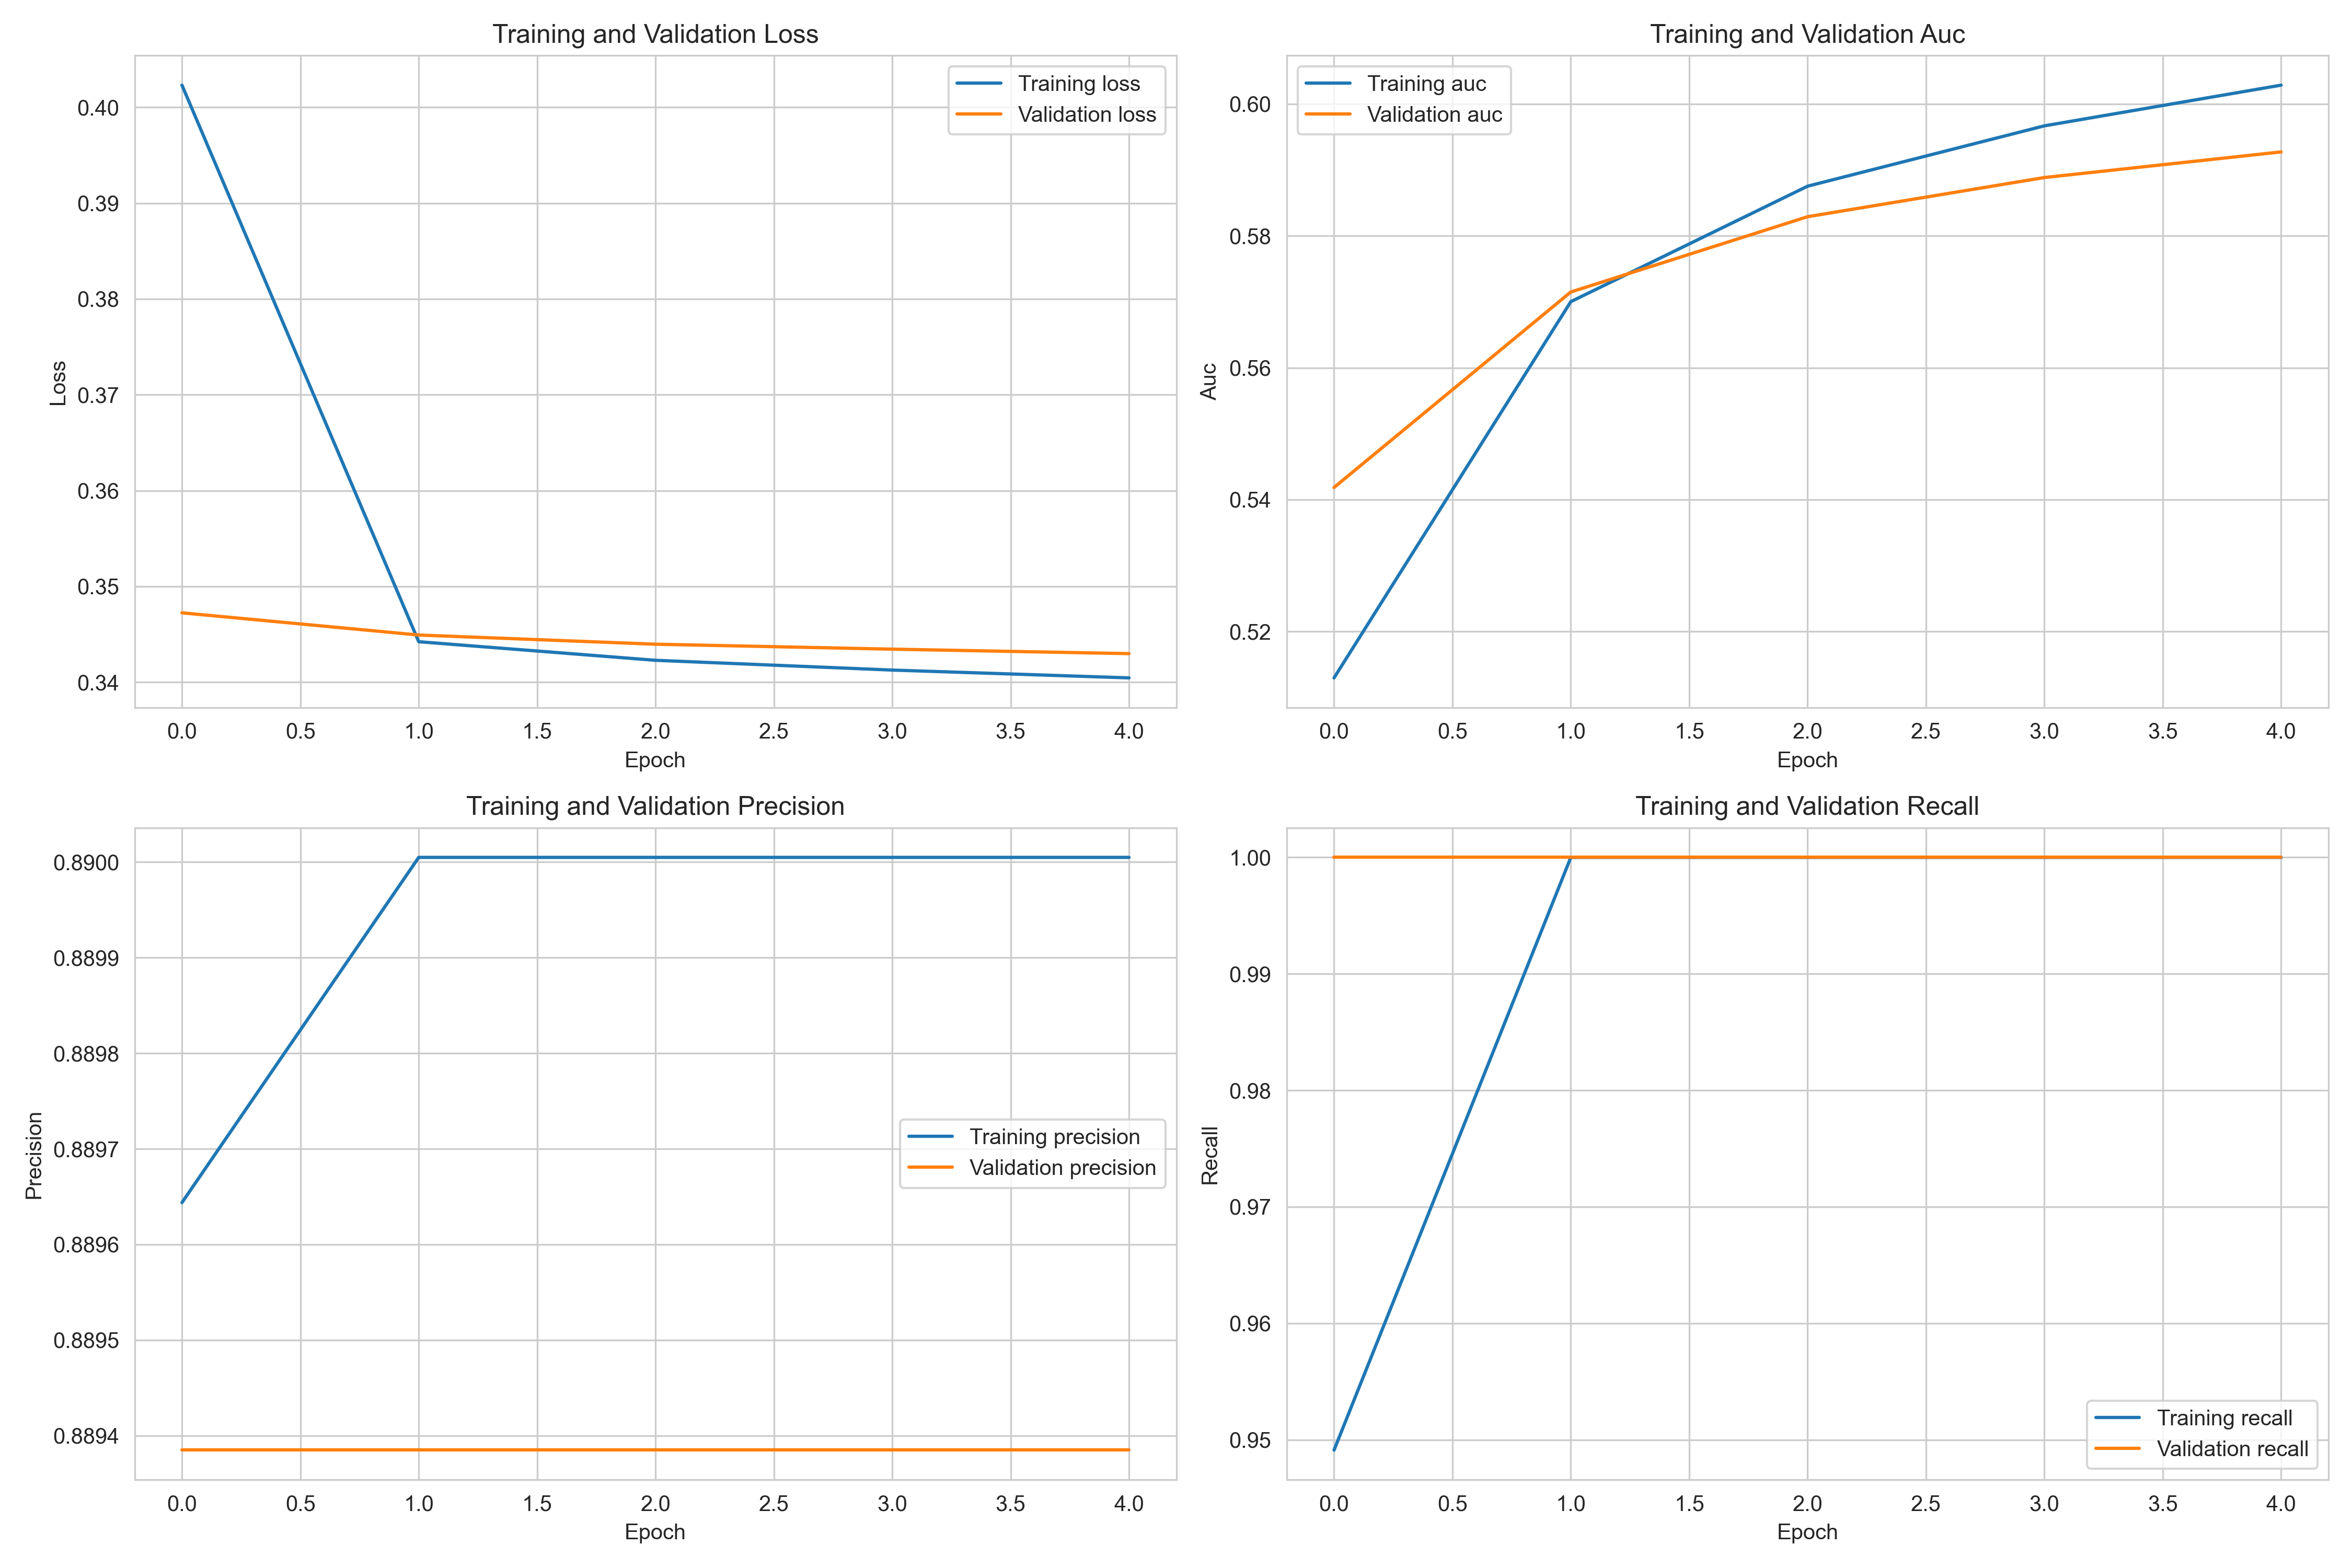 Training and Validation Loss
Training loss
Validation loss
0.40
0.39
0.38
0.37
0.36
0.35
0.34
Loss
0.0 0.5 1.0 1.5 2.0 2.5 3.0 3.5 4.0
Epoch
Training and Validation Auc
Training auc
Validation auc
0.60
0.58
0.56
0.54
0.52
Auc
0.0 0.5 1.0 1.5 2.0 2.5 3.0 3.5 4.0
Epoch
Training and Validation Precision
0.8900
0.8899
0.8898
0.8897
0.8896
0.8895
0.8894
Precision
Training precision
Validation precision
0.0 0.5 1.0 1.5 2.0 2.5 3.0 3.5 4.0
Epoch
Training and Validation Recall
1.00
0.99
0.98
0.97
0.96
0.95
Recall
Training recall
Validation recall
0.0 0.5 1.0 1.5 2.0 2.5 3.0 3.5 4.0
Epoch